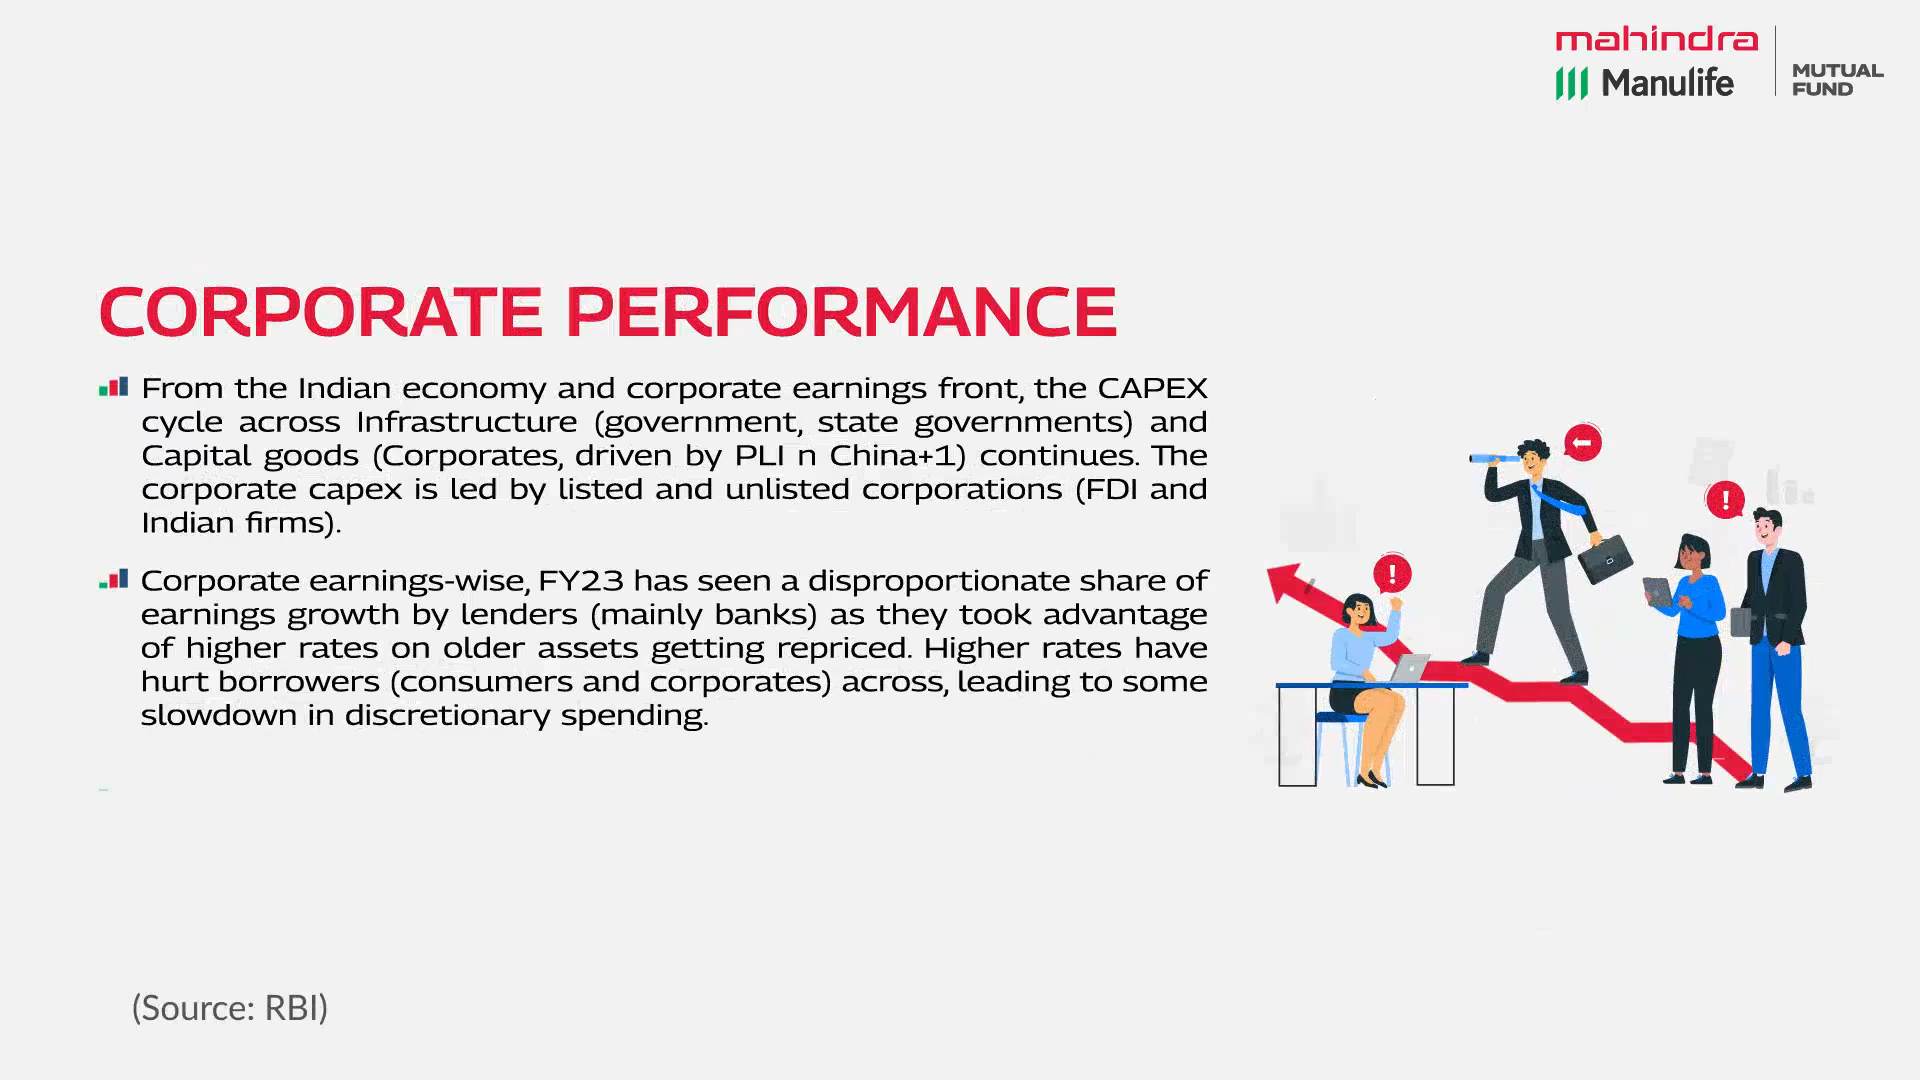 mahindra
Manulife
MUTUAL
FUND
CORPORATE PERFORMANCE
From the Indian economy and corporate earnings front, the CAPEX
cycle across Infrastructure (government, state governments) and
Capital goods (Corporates, driven by PLI n China+1) continues. The
corporate capex is led by listed and unlisted corporations (FDI and
Indian firms).
Corporate earnings-wise, FY23 has seen a disproportionate share of
earnings growth by lenders (mainly banks) as they took advantage
of higher rates on older assets getting repriced. Higher rates have
hurt borrowers (consumers and corporates) across, leading to some
slowdown in discretionary spending.
!
!
(Source: RBI)